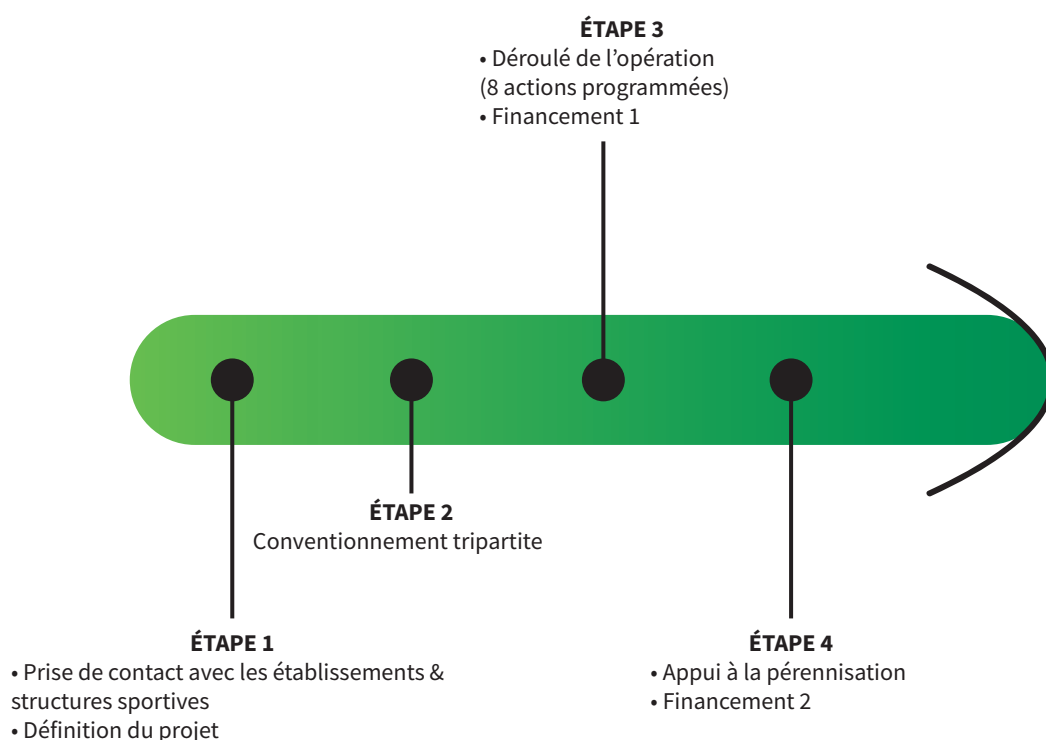 ÉTAPE 3
• Déroulé de l’opération
(8 actions programmées)
• Financement 1
ÉTAPE 2
Conventionnement tripartite
ÉTAPE 1
• Prise de contact avec les établissements &
structures sportives
• Définition du projet
ÉTAPE 4
• Appui à la pérennisation
• Financement 2